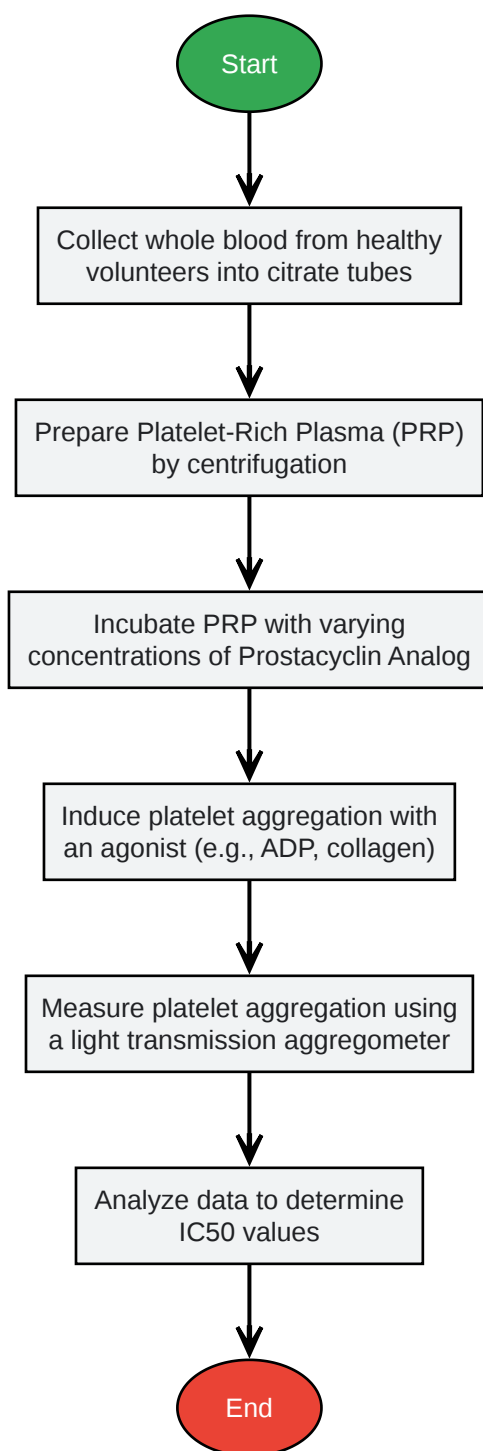 Start
Collect whole blood from healthy
volunteers into citrate tubes
Prepare Platelet-Rich Plasma (PRP)
by centrifugation
Incubate PRP with varying
concentrations of Prostacyclin Analog
Induce platelet aggregation with
an agonist (e.g., ADP, collagen)
Measure platelet aggregation using
a light transmission aggregometer
Analyze data to determine
IC50 values
End